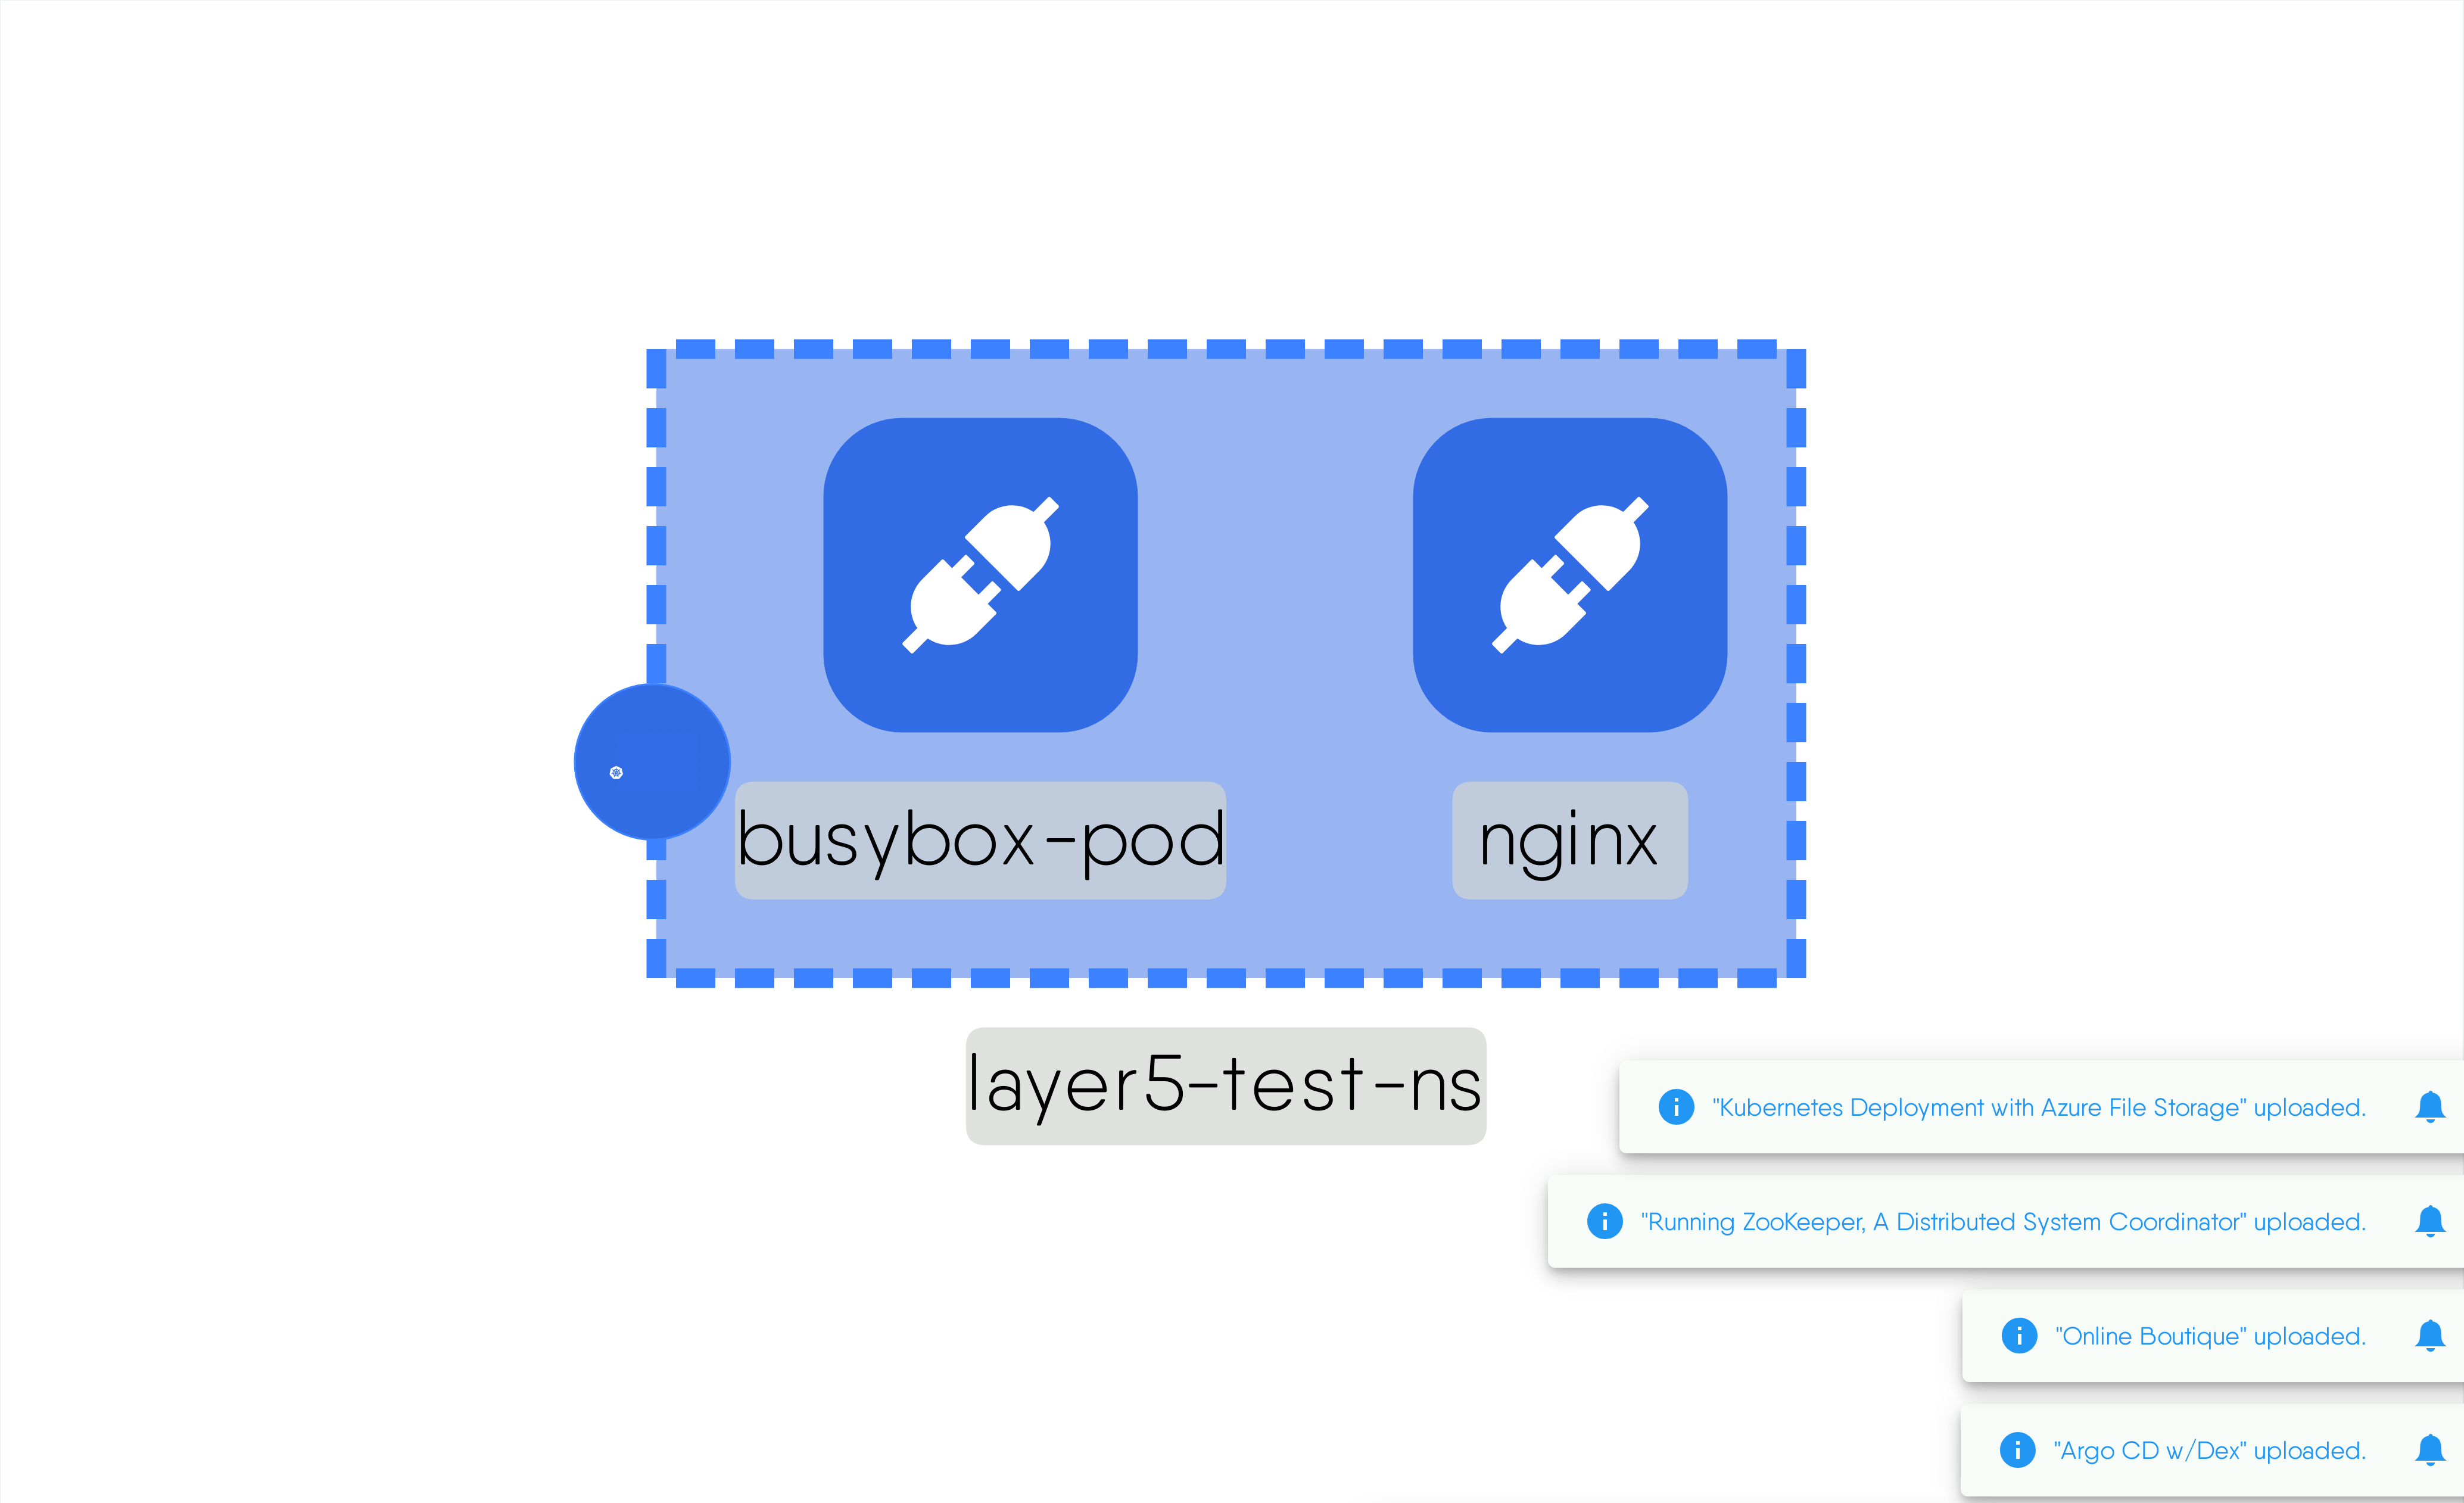 busybox-pod
nginx
layer5-test-ns
"Kubernetes Deployment with Azure File Storage" uploaded.
"Running ZooKeeper, A Distributed System Coordinator" uploaded.
"Online Boutique" uploaded.
"Argo CD w/Dex" uploaded.